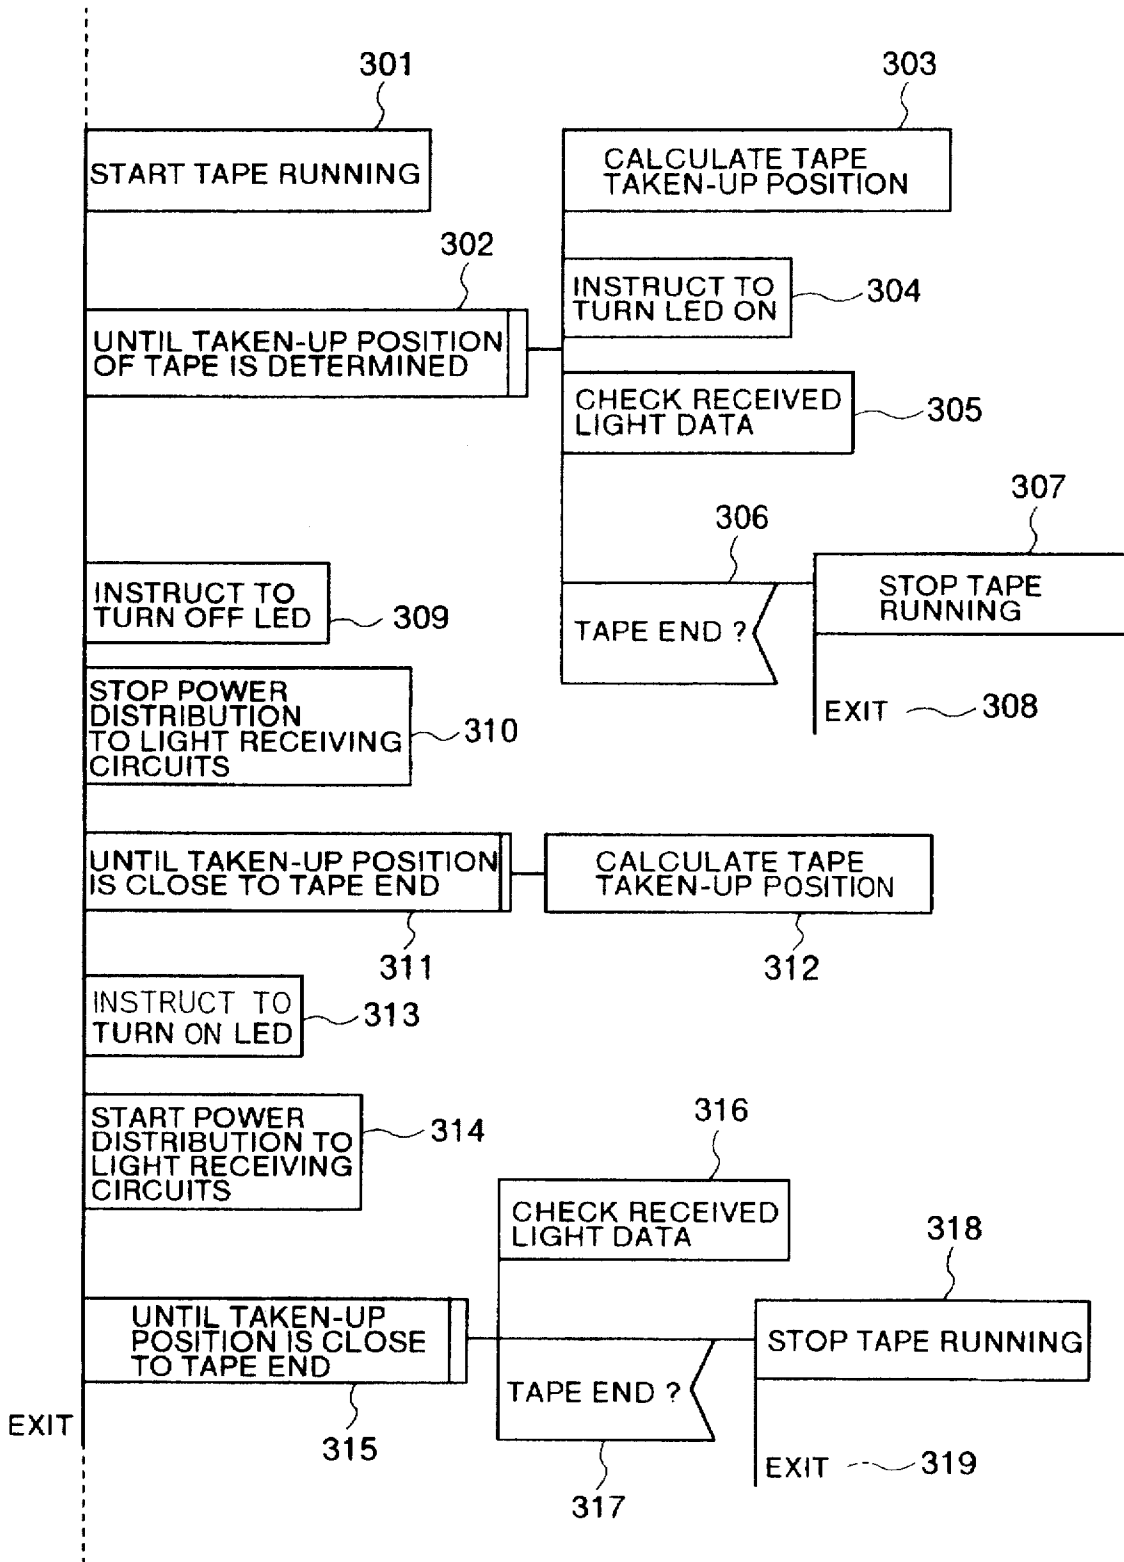 301
START TAPE RUNNING
302
UNTIL TAKEN-UP POSITION
OF TAPE IS DETERMINED
303
CALCULATE TAPE
TAKEN-UP POSITION
INSTRUCT TO
TURN LED ON
304
CHECK RECEIVED
LIGHT DATA
305
306
TAPE END ?
307
STOP TAPE
RUNNING
EXIT
308
INSTRUCT TO
TURN OFF LED
309
STOP POWER
DISTRIBUTION
TO LIGHT RECEIVING
CIRCUITS
310
UNTIL TAKEN-UP POSITION
IS CLOSE TO TAPE END
311
CALCULATE TAPE
TAKEN-UP POSITION
312
INSTRUCT TO
TURN ON LED
313
START POWER
DISTRIBUTION TO
LIGHT RECEIVING
CIRCUITS
314
UNTIL TAKEN-UP
POSITION IS CLOSE
TO TAPE END
315
316
CHECK RECEIVED
LIGHT DATA
TAPE END ?
317
318
STOP TAPE RUNNING
EXIT
319
EXIT